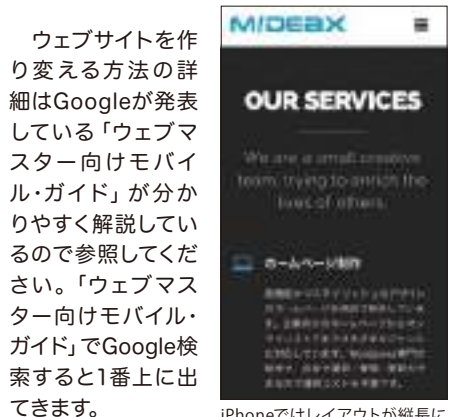 ウェブサイトを作
り変える方法の詳
細はGoogleが発表
している「ウェブマ
スター向けモバイ
ル・ガイド」が分か
りやすく解説してい
るので参照してくだ
さい。「ウェブマス
ター向けモバイル・
ガイド」でGoogle検
索すると1番上に出
てきます。
MIDEAX
OUR SERVICES
We are a small creative
team, trying to enrich the
lives of others.
ホームページ制作
iPhoneではレイアウトが縦長に